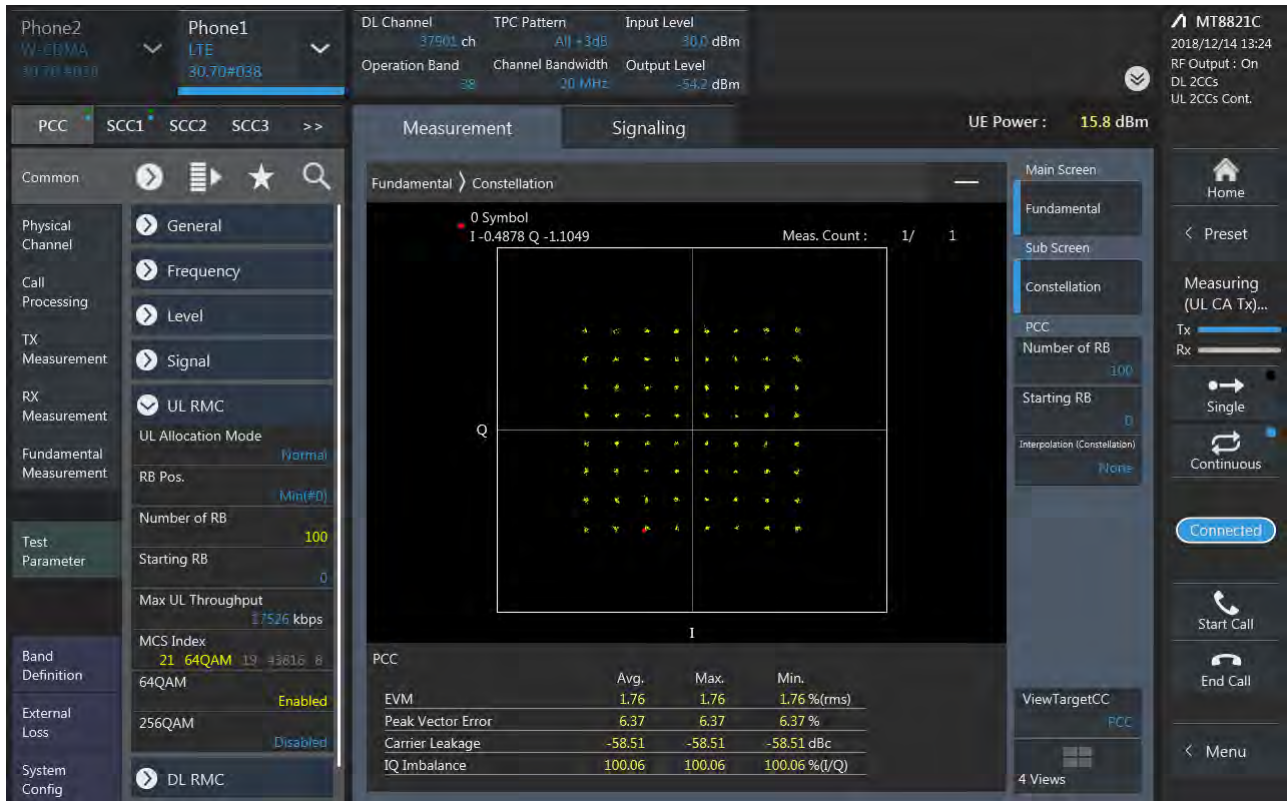 Phone2
W-CDMA
30.70 #038
Phone1
LTE
30.70#038
DL Channel
37901 ch
TPC Pattern
All +3dB
Input Level
30.0 dBm
Operation Band
38
Channel Bandwidth
20 MHz
Output Level
-54.2 dBm
MT8821C
2018/12/14 13:24
RF Output : On
DL 2CCs
UL 2CCs Cont.
PCC SCC1 SCC2 SCC3 >>
Measurement
Signaling
UE Power : 15.8 dBm
Common
Physical
Channel
Call
Processing
TX
Measurement
RX
Measurement
Fundamental
Measurement
Test
Parameter
Band
Definition
External
Loss
System
Config
General
Frequency
Level
Signal
UL RMC
UL Allocation Mode
Normal
RB Pos.
Min(#0)
Number of RB
100
Starting RB
0
Max UL Throughput
17526 kbps
MCS Index
21 64QAM 19 43816 8
64QAM
Enabled
256QAM
Disabled
DL RMC
Fundamental Constellation
0 Symbol
I -0.4878 Q -1.1049
Meas. Count : 1/ 1
Q
I
PCC
Avg. Max. Min.
EVM 1.76 1.76 1.76 %(rms)
Peak Vector Error 6.37 6.37 6.37 %
Carrier Leakage -58.51 -58.51 -58.51 dBc
IQ Imbalance 100.06 100.06 100.06 %(I/Q)
Main Screen
Fundamental
Sub Screen
Constellation
PCC
Number of RB
100
Starting RB
0
Interpolation (Constellation)
None
ViewTargetCC
PCC
4 Views
Home
< Preset
Measuring
(UL CA Tx)...
Tx
Rx
Single
Continuous
Connected
Start Call
End Call
< Menu